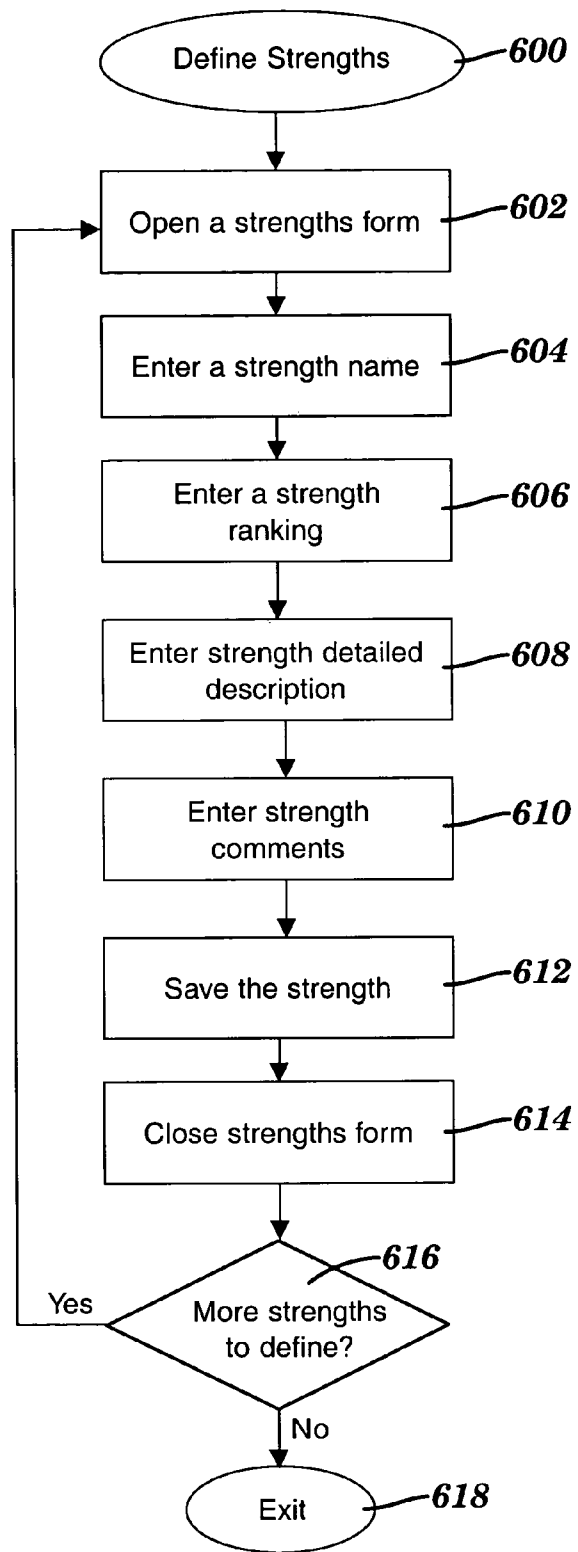 Define Strengths
600
Open a strengths form
602
Enter a strength name
604
Enter a strength
ranking
606
Enter strength detailed
description
608
Enter strength
comments
610
Save the strength
612
Close strengths form
614
616
More strengths
to define?
Yes
No
Exit
618